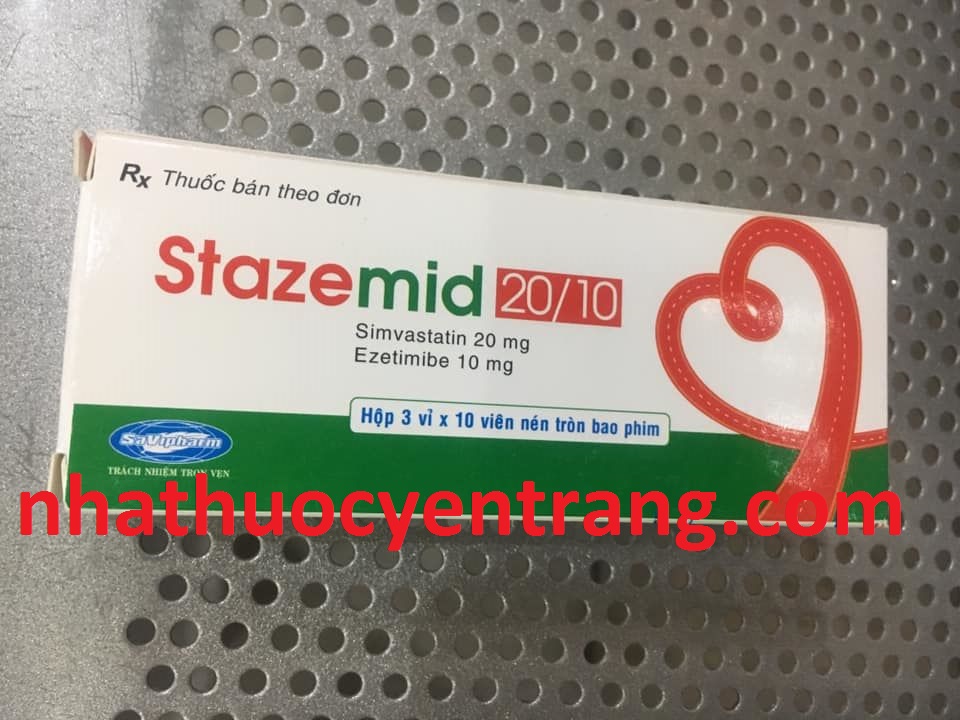 Rx Thuốc bán theo đơn
Stazemid 20/10
Simvastatin 20 mg
Ezetimibe 10 mg
Hộp 3 vỉ x 10 viên nén tròn bao phim
SaVipharm
TRÁCH NHIỆM TRỌN VẸN
nhathuocyentrang.com